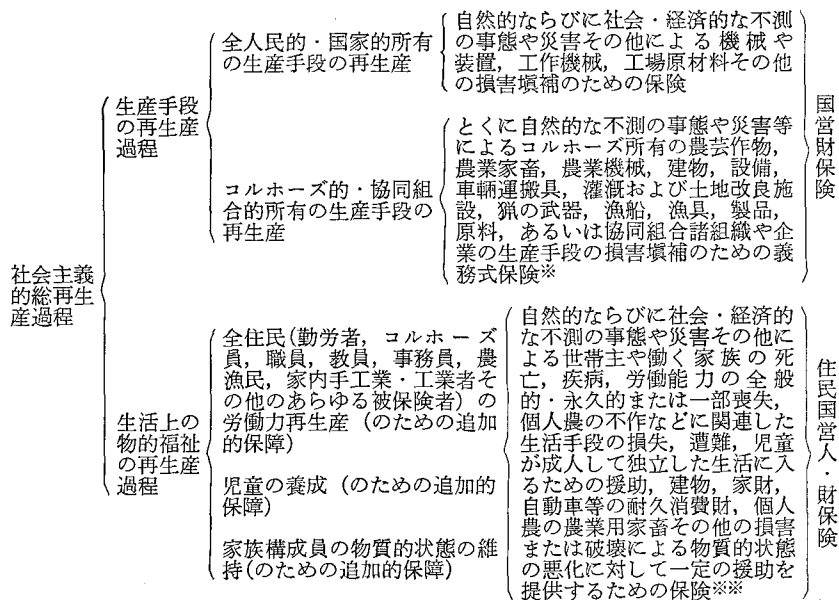 社会主義
的総再生
産過程
生産手段
の再生産
過程
全人民的・国家的所有
の生産手段の再生産
自然的ならびに社会・経済的な不測
の事態や災害その他による機械や
装置，工作機械，工場原材料その他
の損害塡補のための保険
コルホーズ的・協同組
合的所有の生産手段の
再生産
とくに自然的な不測の事態や災害等
によるコルホーズ所有の農芸作物，
農業家畜，農業機械，建物，設備，
車輛運搬具，灌漑および土地改良施
設，猟の武器，漁船，漁具，製品，
原料，あるいは協同組合諸組織や企
業の生産手段の損害塡補のための義
務式保険※
国営財保険
生活上の
物的福祉
の再生産
過程
全住民(勤労者，コルホーズ
員，職員，教員，事務員，農
漁民，家内手工業・工業者そ
の他のあらゆる被保険者)の
労働力再生産（のための追加
的保障）
児童の養成（のための追加的
保障）
家族構成員の物質的状態の維
持(のための追加的保障）
自然的ならびに社会・経済的
な不測の事態や災害その他に
よる世帯主や働く家族の死
亡，疾病，労働能力の全般
的・永久的または一部喪失，
個人農の不作などに関連した
生活手段の損失，遭難，児童
が成人して独立した生活に入
るための援助，建物，家財，
自動車等の耐久消費財，個人
農の農業用家畜その他の損害
または破壊による物質的状態
の悪化に対して一定の援助を
提供するための保険※※
住民国営人・財保険